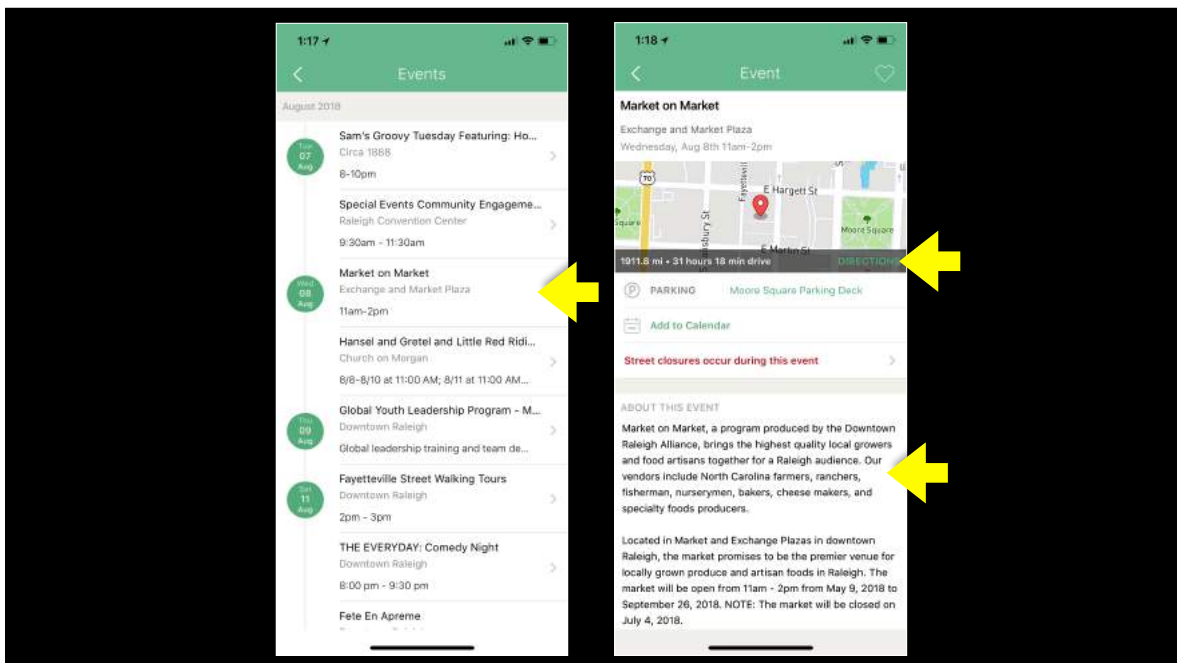 1:17
Events
August 2018
Tue
07
Aug
Sam's Groovy Tuesday Featuring: Ho...
Circa 1888
8-10pm
Special Events Community Engageme...
Raleigh Convention Center
9:30am - 11:30am
Wed
08
Aug
Market on Market
Exchange and Market Plaza
11am-2pm
Hansel and Gretel and Little Red Ridi...
Church on Morgan
8/8-8/10 at 11:00 AM; 8/11 at 11:00 AM...
Thu
09
Aug
Global Youth Leadership Program - M...
Downtown Raleigh
Global leadership training and team de...
Sat
11
Aug
Fayetteville Street Walking Tours
Downtown Raleigh
2pm - 3pm
THE EVERYDAY: Comedy Night
Downtown Raleigh
8:00 pm - 9:30 pm
Fete En Apreme
1:18
Event
Market on Market
Exchange and Market Plaza
Wednesday, Aug 8th 11am-2pm
70
E Hargett St
Square
Moore Square
E Martin St
1911.8 mi • 31 hours 18 min drive
DIRECTIONS
P PARKING Moore Square Parking Deck
Add to Calendar
Street closures occur during this event
ABOUT THIS EVENT
Market on Market, a program produced by the Downtown
Raleigh Alliance, brings the highest quality local growers
and food artisans together for a Raleigh audience. Our
vendors include North Carolina farmers, ranchers,
fisherman, nurserymen, bakers, cheese makers, and
specialty foods producers.
Located in Market and Exchange Plazas in downtown
Raleigh, the market promises to be the premier venue for
locally grown produce and artisan foods in Raleigh. The
market will be open from 11am - 2pm from May 9, 2018 to
September 26, 2018. NOTE: The market will be closed on
July 4, 2018.